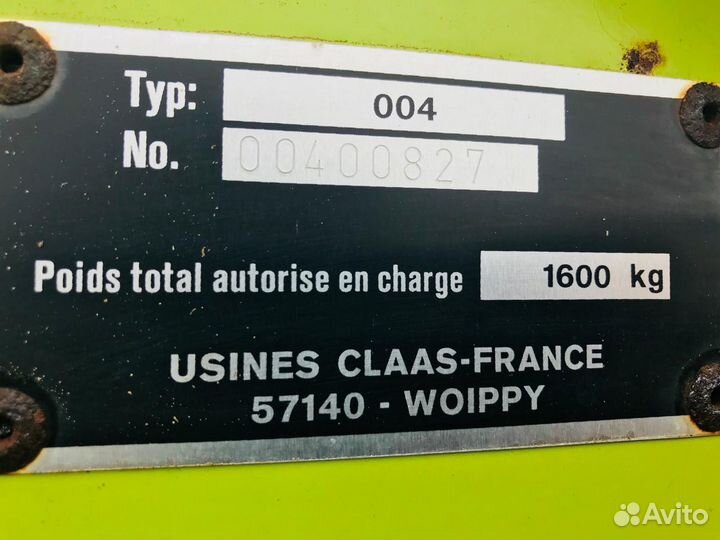 Typ: 004
No. 00400827
Poids total autorise en charge 1600 kg
USINES CLAAS-FRANCE
57140 - WOIPPY
Avito